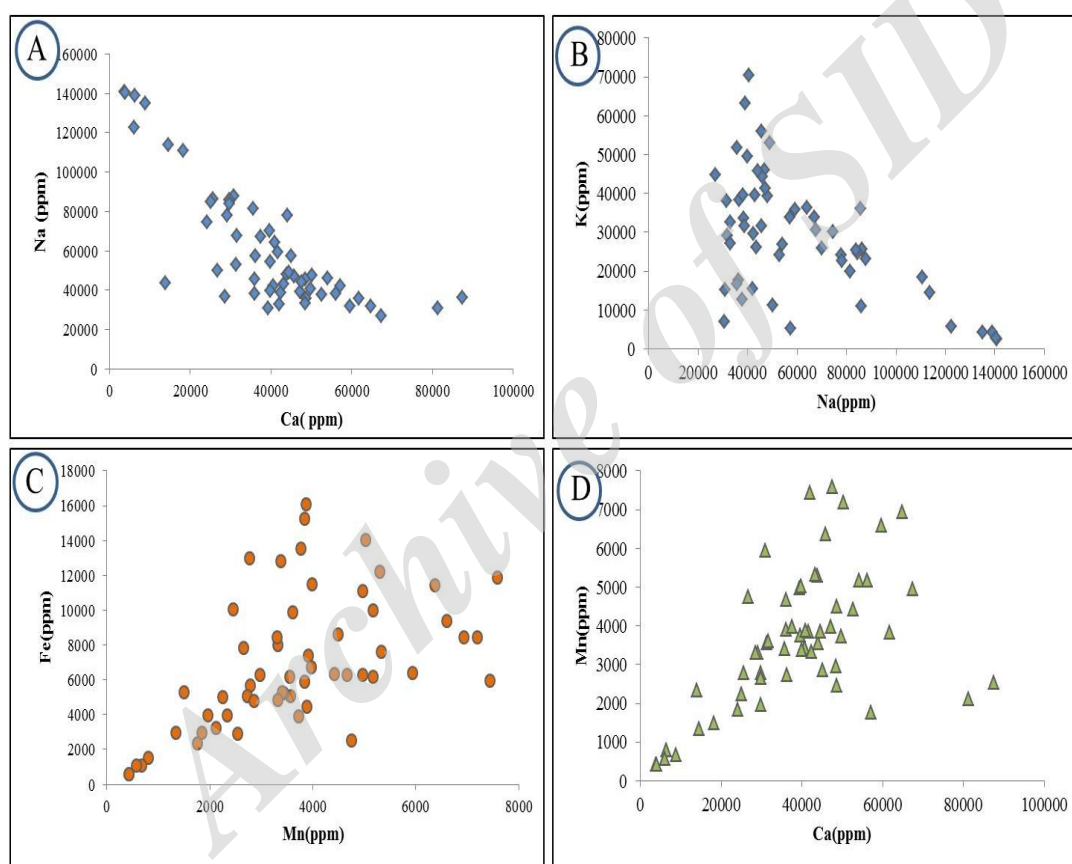 A
Na (ppm)
160000
140000
120000
100000
80000
60000
40000
20000
0
0 20000 40000 60000 80000 100000
Ca( ppm)
B
K(ppm)
80000
70000
60000
50000
40000
30000
20000
10000
0
0 20000 40000 60000 80000 100000 120000 140000 160000
Na(ppm)
C
Fe(ppm)
18000
16000
14000
12000
10000
8000
6000
4000
2000
0
0 2000 4000 6000 8000
Mn(ppm)
D
Mn(ppm)
8000
7000
6000
5000
4000
3000
2000
1000
0
0 20000 40000 60000 80000 100000
Ca(ppm)
Archive of SID